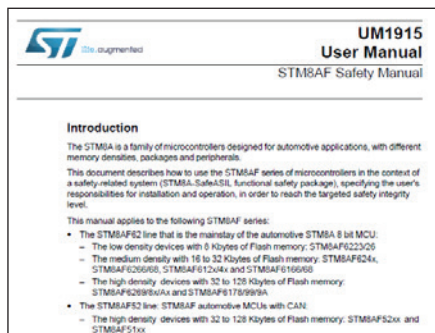 life.augmented
UM1915
User Manual
STM8AF Safety Manual
Introduction
The STM8A is a family of microcontrollers designed for automotive applications, with different
memory densities, packages and peripherals.
This document describes how to use the STM8AF series of microcontrollers in the context of
a safety-related system (STM8A-SafeASIL functional safety package), specifying the user's
responsibilities for installation and operation, in order to reach the targeted safety integrity
level.
This manual applies to the following STM8AF series:
• The STM8AF62 line that is the mainstay of the automotive STM8A 8 bit MCU:
– The low density devices with 8 Kbytes of Flash memory: STM8AF6223/26
– The medium density with 16 to 32 Kbytes of Flash memory: STM8AF624x,
STM8AF6266/68, STM8AF612x/4x and STM8AF6166/68
– The high density devices with 32 to 128 Kbytes of Flash memory:
STM8AF6269/8x/Ax and STM8AF6178/99/9A
• The STM8AF52 line: STM8AF automotive MCUs with CAN:
– The high density devices with 32 to 128 Kbytes of Flash memory: STM8AF52xx and
STM8AF51xx